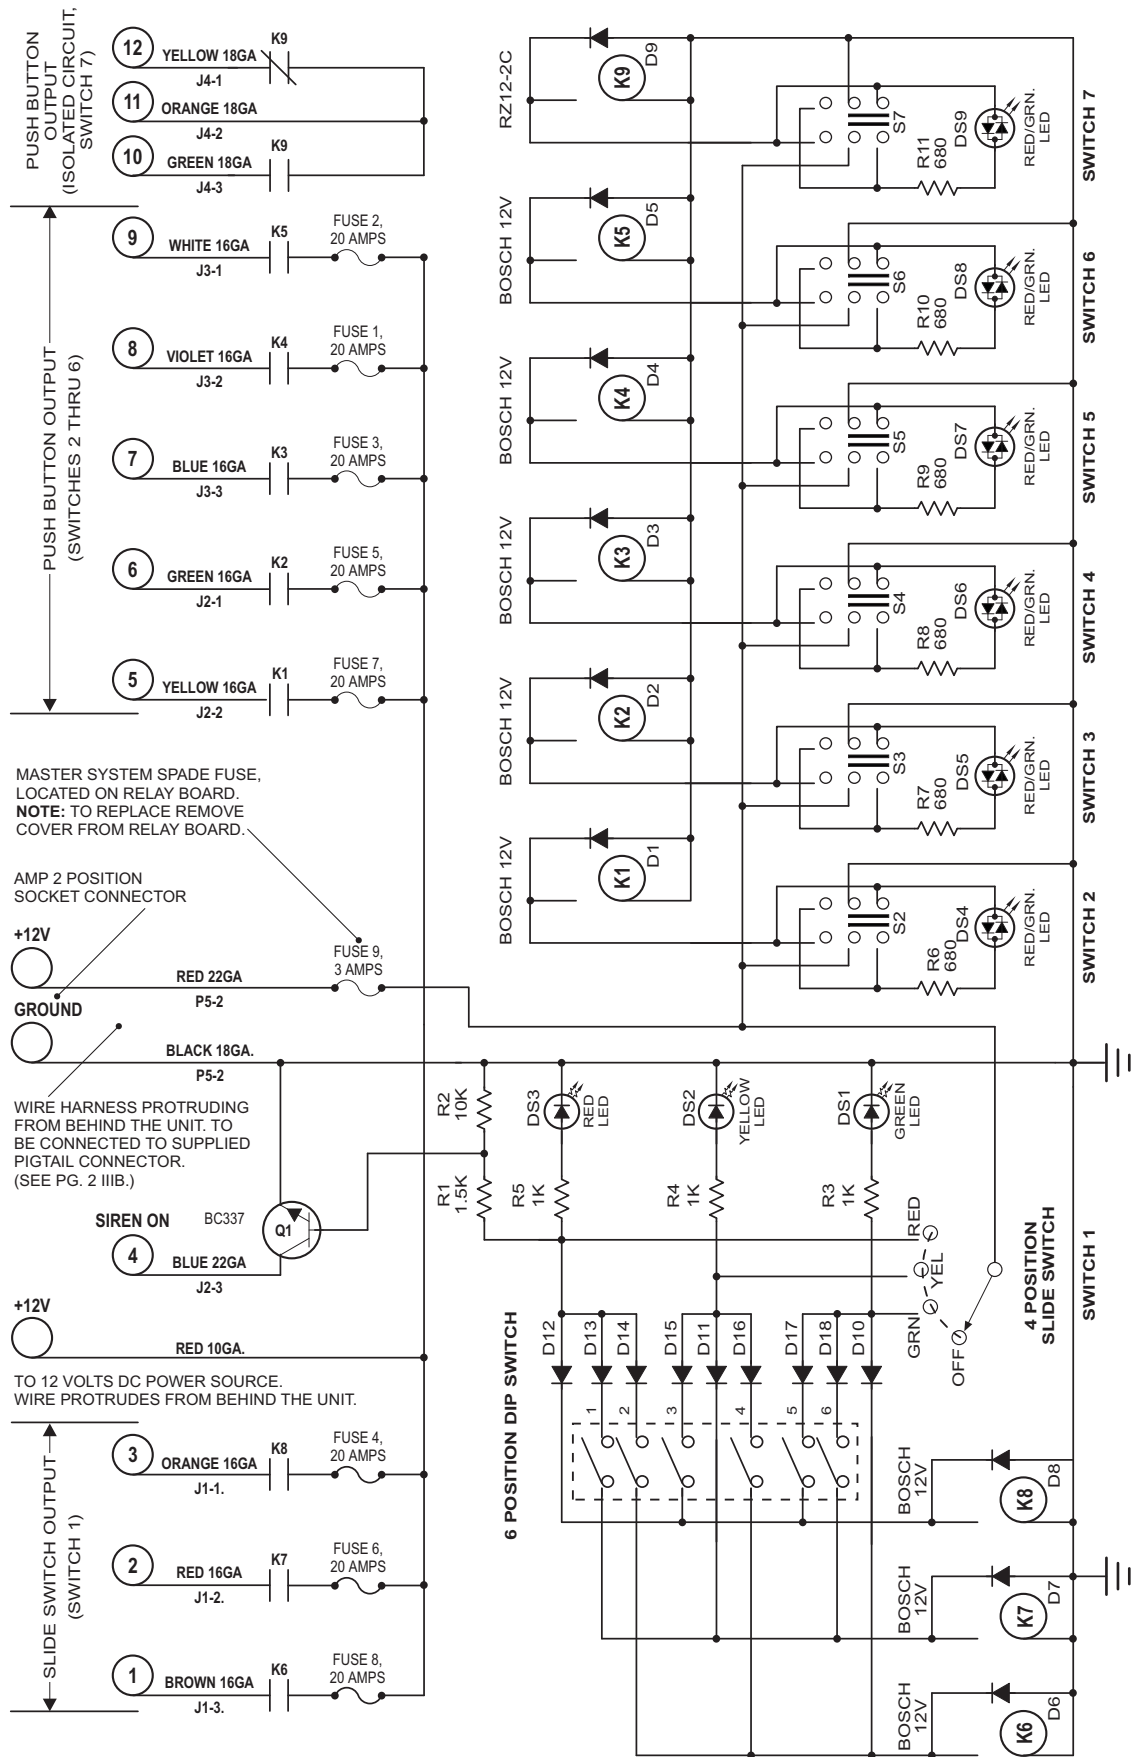 PUSH BUTTON
OUTPUT
(ISOLATED CIRCUIT,
SWITCH 7)
12
YELLOW 18GA
J4-1
K9
11
ORANGE 18GA
J4-2
10
GREEN 18GA
J4-3
K9
PUSH BUTTON OUTPUT
(SWITCHES 2 THRU 6)
9
WHITE 16GA
J3-1
K5
FUSE 2,
20 AMPS
8
VIOLET 16GA
J3-2
K4
FUSE 1,
20 AMPS
7
BLUE 16GA
J3-3
K3
FUSE 3,
20 AMPS
6
GREEN 16GA
J2-1
K2
FUSE 5,
20 AMPS
5
YELLOW 16GA
J2-2
K1
FUSE 7,
20 AMPS
MASTER SYSTEM SPADE FUSE,
LOCATED ON RELAY BOARD.
NOTE: TO REPLACE REMOVE
COVER FROM RELAY BOARD.
AMP 2 POSITION
SOCKET CONNECTOR
+12V
RED 22GA
P5-2
FUSE 9,
3 AMPS
GROUND
BLACK 18GA.
P5-2
WIRE HARNESS PROTRUDING
FROM BEHIND THE UNIT. TO
BE CONNECTED TO SUPPLIED
PIGTAIL CONNECTOR.
(SEE PG. 2 IIIB.)
SIREN ON
4
BLUE 22GA
J2-3
BC337
Q1
+12V
RED 10GA.
TO 12 VOLTS DC POWER SOURCE.
WIRE PROTRUDES FROM BEHIND THE UNIT.
SLIDE SWITCH OUTPUT
(SWITCH 1)
3
ORANGE 16GA
J1-1.
K8
FUSE 4,
20 AMPS
2
RED 16GA
J1-2.
K7
FUSE 6,
20 AMPS
1
BROWN 16GA
J1-3.
K6
FUSE 8,
20 AMPS
RZ12-2C
K9
D9
S7
R11
680
DS9
RED/GRN.
LED
SWITCH 7
BOSCH 12V
K5
D5
S6
R10
680
DS8
RED/GRN.
LED
SWITCH 6
BOSCH 12V
K4
D4
S5
R9
680
DS7
RED/GRN.
LED
SWITCH 5
BOSCH 12V
K3
D3
S4
R8
680
DS6
RED/GRN.
LED
SWITCH 4
BOSCH 12V
K2
D2
S3
R7
680
DS5
RED/GRN.
LED
SWITCH 3
BOSCH 12V
K1
D1
S2
R6
680
DS4
RED/GRN.
LED
SWITCH 2
R2
10K
R1
1.5K
DS3
RED
LED
R5
1K
DS2
YELLOW
LED
R4
1K
DS1
GREEN
LED
R3
1K
RED
YEL
GRN
OFF
4 POSITION
SLIDE SWITCH
SWITCH 1
6 POSITION DIP SWITCH
D12
D13
D14
D15
D11
D16
D17
D18
D10
1
2
3
4
5
6
BOSCH
12V
K8
D8
BOSCH
12V
K7
D7
BOSCH
12V
K6
D6